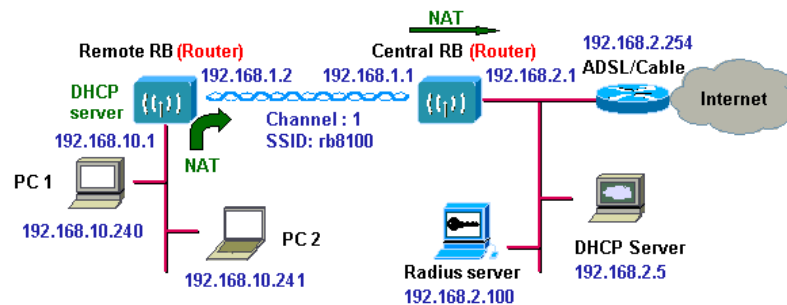 NAT
Remote RB (Router)
Central RB (Router)
192.168.2.254
ADSL/Cable
192.168.1.2
192.168.1.1
192.168.2.1
DHCP
server
Internet
Channel : 1
SSID: rb8100
192.168.10.1
NAT
PC 1
192.168.10.240
PC 2
192.168.10.241
Radius server
192.168.2.100
DHCP Server
192.168.2.5